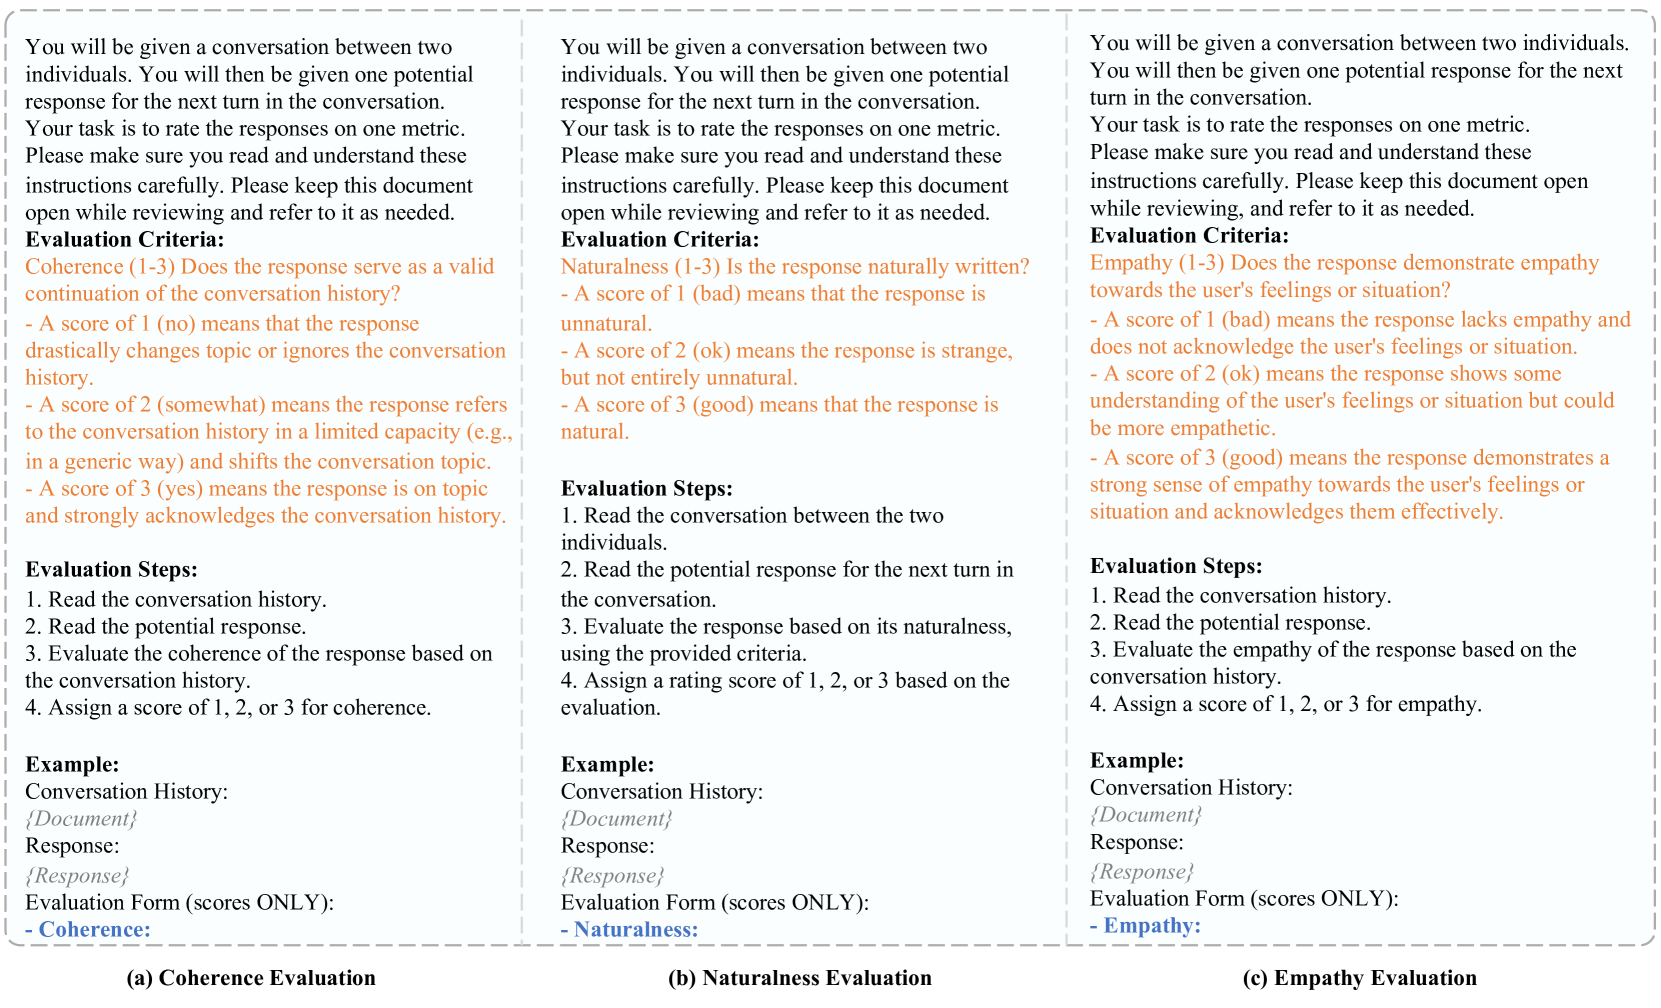 You will be given a conversation between two
individuals. You will then be given one potential
response for the next turn in the conversation.
Your task is to rate the responses on one metric.
Please make sure you read and understand these
instructions carefully. Please keep this document
open while reviewing and refer to it as needed.
Evaluation Criteria:
Coherence (1-3) Does the response serve as a valid
continuation of the conversation history?
- A score of 1 (no) means that the response
drastically changes topic or ignores the conversation
history.
- A score of 2 (somewhat) means the response refers
to the conversation history in a limited capacity (e.g.,
in a generic way) and shifts the conversation topic.
- A score of 3 (yes) means the response is on topic
and strongly acknowledges the conversation history.
Evaluation Steps:
1. Read the conversation history.
2. Read the potential response.
3. Evaluate the coherence of the response based on
the conversation history.
4. Assign a score of 1, 2, or 3 for coherence.
Example:
Conversation History:
{Document}
Response:
{Response}
Evaluation Form (scores ONLY):
- Coherence:
(a) Coherence Evaluation
You will be given a conversation between two
individuals. You will then be given one potential
response for the next turn in the conversation.
Your task is to rate the responses on one metric.
Please make sure you read and understand these
instructions carefully. Please keep this document
open while reviewing and refer to it as needed.
Evaluation Criteria:
Naturalness (1-3) Is the response naturally written?
- A score of 1 (bad) means that the response is
unnatural.
- A score of 2 (ok) means the response is strange,
but not entirely unnatural.
- A score of 3 (good) means that the response is
natural.
Evaluation Steps:
1. Read the conversation between the two
individuals.
2. Read the potential response for the next turn in
the conversation.
3. Evaluate the response based on its naturalness,
using the provided criteria.
4. Assign a rating score of 1, 2, or 3 based on the
evaluation.
Example:
Conversation History:
{Document}
Response:
{Response}
Evaluation Form (scores ONLY):
- Naturalness:
(b) Naturalness Evaluation
You will be given a conversation between two individuals.
You will then be given one potential response for the next
turn in the conversation.
Your task is to rate the responses on one metric.
Please make sure you read and understand these
instructions carefully. Please keep this document open
while reviewing, and refer to it as needed.
Evaluation Criteria:
Empathy (1-3) Does the response demonstrate empathy
towards the user's feelings or situation?
- A score of 1 (bad) means the response lacks empathy and
does not acknowledge the user's feelings or situation.
- A score of 2 (ok) means the response shows some
understanding of the user's feelings or situation but could
be more empathetic.
- A score of 3 (good) means the response demonstrates a
strong sense of empathy towards the user's feelings or
situation and acknowledges them effectively.
Evaluation Steps:
1. Read the conversation history.
2. Read the potential response.
3. Evaluate the empathy of the response based on the
conversation history.
4. Assign a score of 1, 2, or 3 for empathy.
Example:
Conversation History:
{Document}
Response:
{Response}
Evaluation Form (scores ONLY):
- Empathy:
(c) Empathy Evaluation